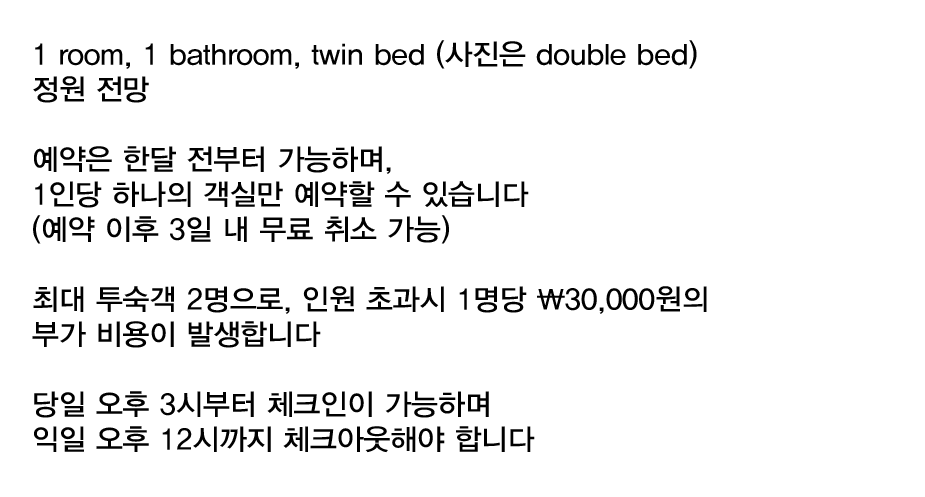 1 room, 1 bathroom, twin bed (사진은 double bed)
정원 전망
예약은 한달 전부터 가능하며,
1인당 하나의 객실만 예약할 수 있습니다
(예약 이후 3일 내 무료 취소 가능)
최대 투숙객 2명으로, 인원 초과시 1명당 ₩30,000원의
부가 비용이 발생합니다
당일 오후 3시부터 체크인이 가능하며
익일 오후 12시까지 체크아웃해야 합니다